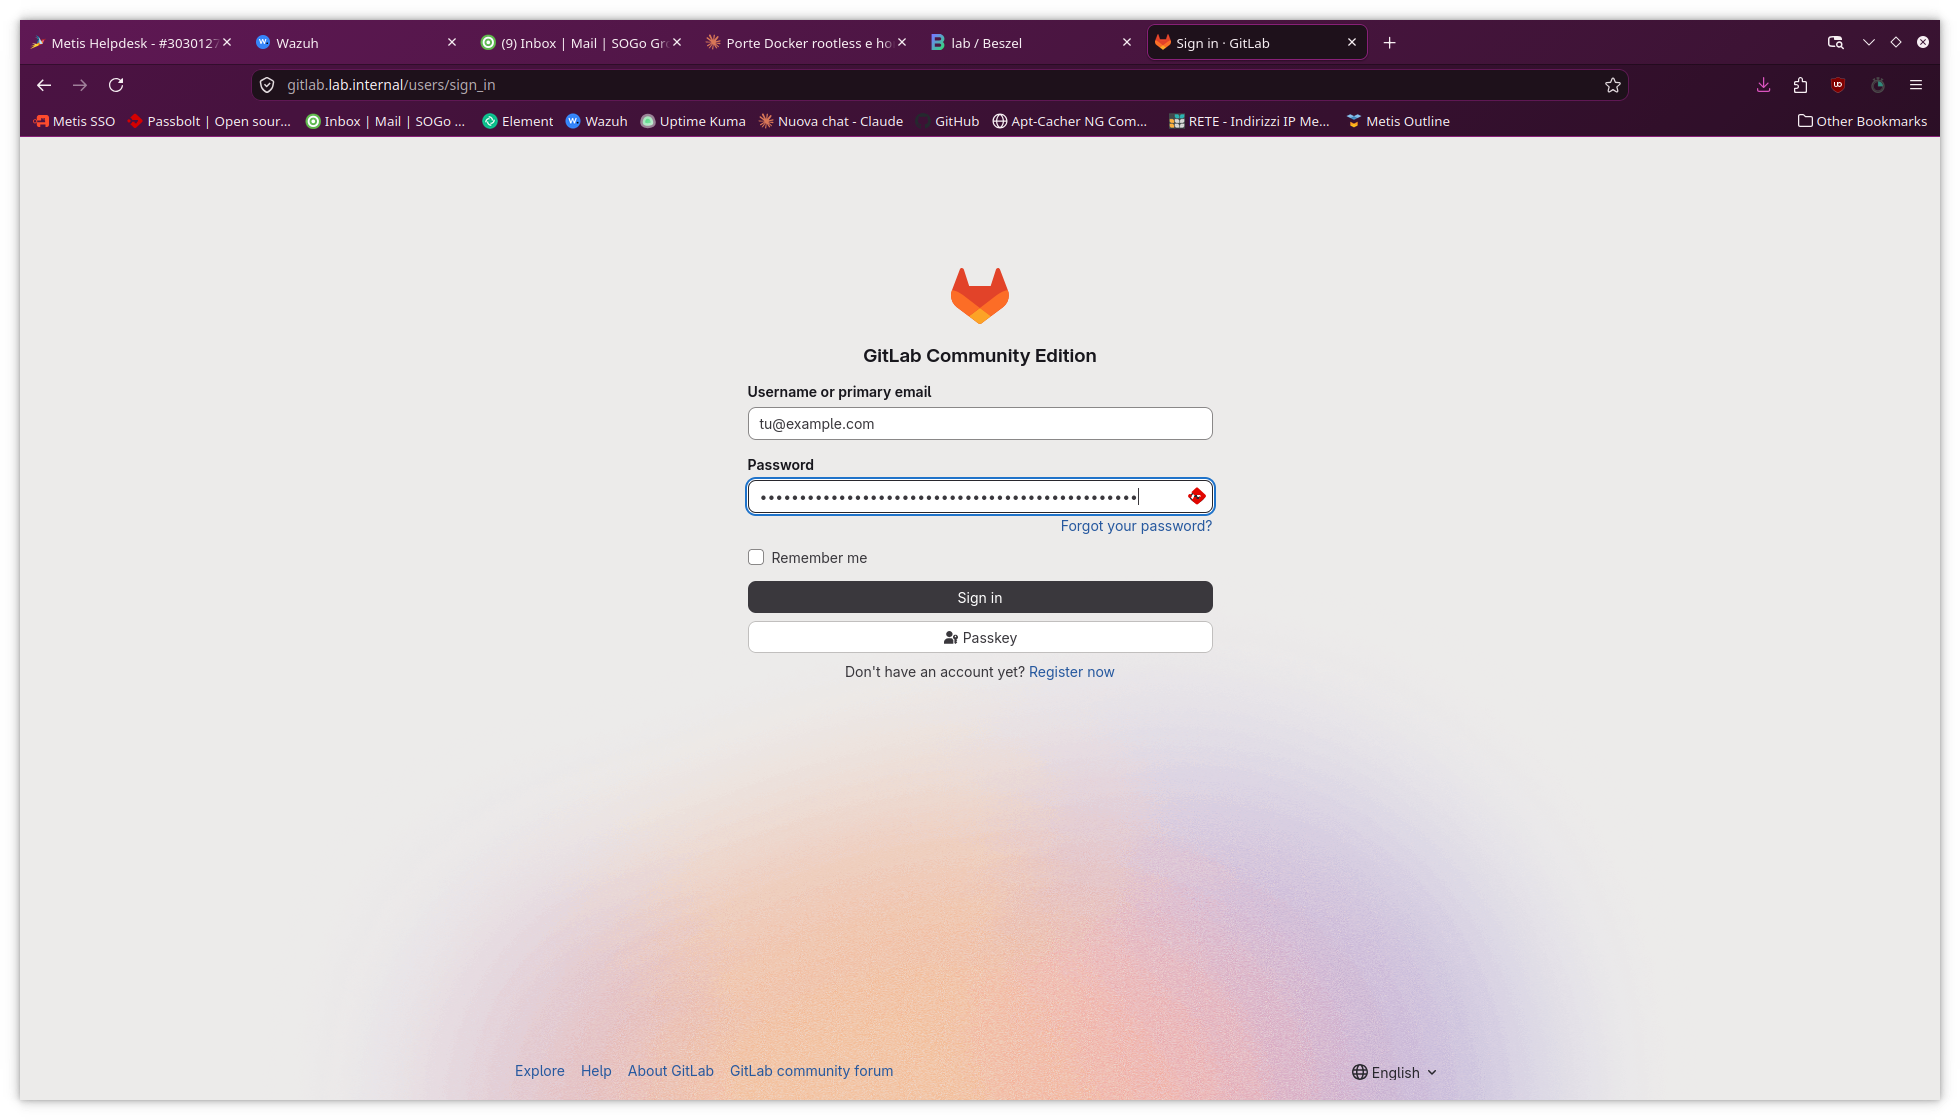 Metis Helpdesk - #3030127
Wazuh
(9) Inbox | Mail | SOGo Gr
Porte Docker rootless e ho
lab / Beszel
Sign in · GitLab
gitlab.lab.internal/users/sign_in
Metis SSO
Passbolt | Open sour...
Inbox | Mail | SOGo ...
Element
Wazuh
Uptime Kuma
Nuova chat - Claude
GitHub
Apt-Cacher NG Com...
RETE - Indirizzi IP Me...
Metis Outline
Other Bookmarks
GitLab Community Edition
Username or primary email
tu@example.com
Password
Forgot your password?
Remember me
Sign in
Passkey
Don't have an account yet? Register now
Explore
Help
About GitLab
GitLab community forum
English